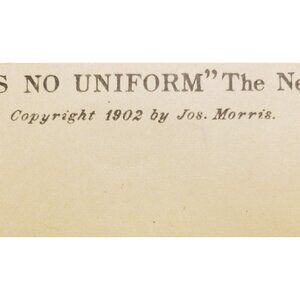 S NO UNIFORM” The Ne
Copyright 1902 by Jos. Morris.